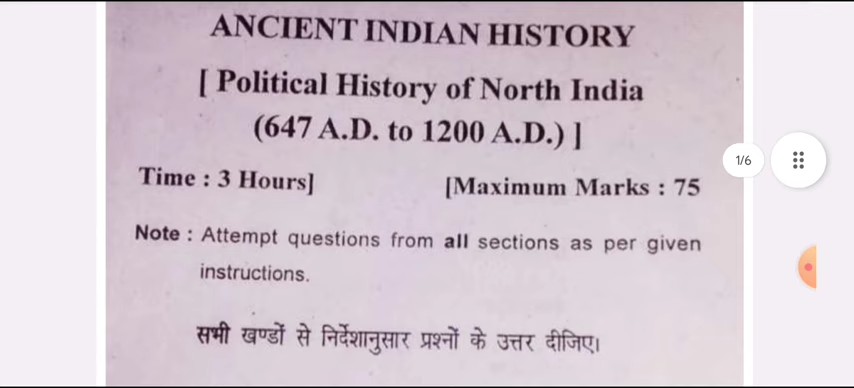 ANCIENT INDIAN HISTORY
[ Political History of North India
(647 A.D. to 1200 A.D.) ]
1/6
Time : 3 Hours] [Maximum Marks : 75
Note : Attempt questions from all sections as per given
instructions.
सभी खण्डों से निर्देशानुसार प्रश्नों के उत्तर दीजिए।